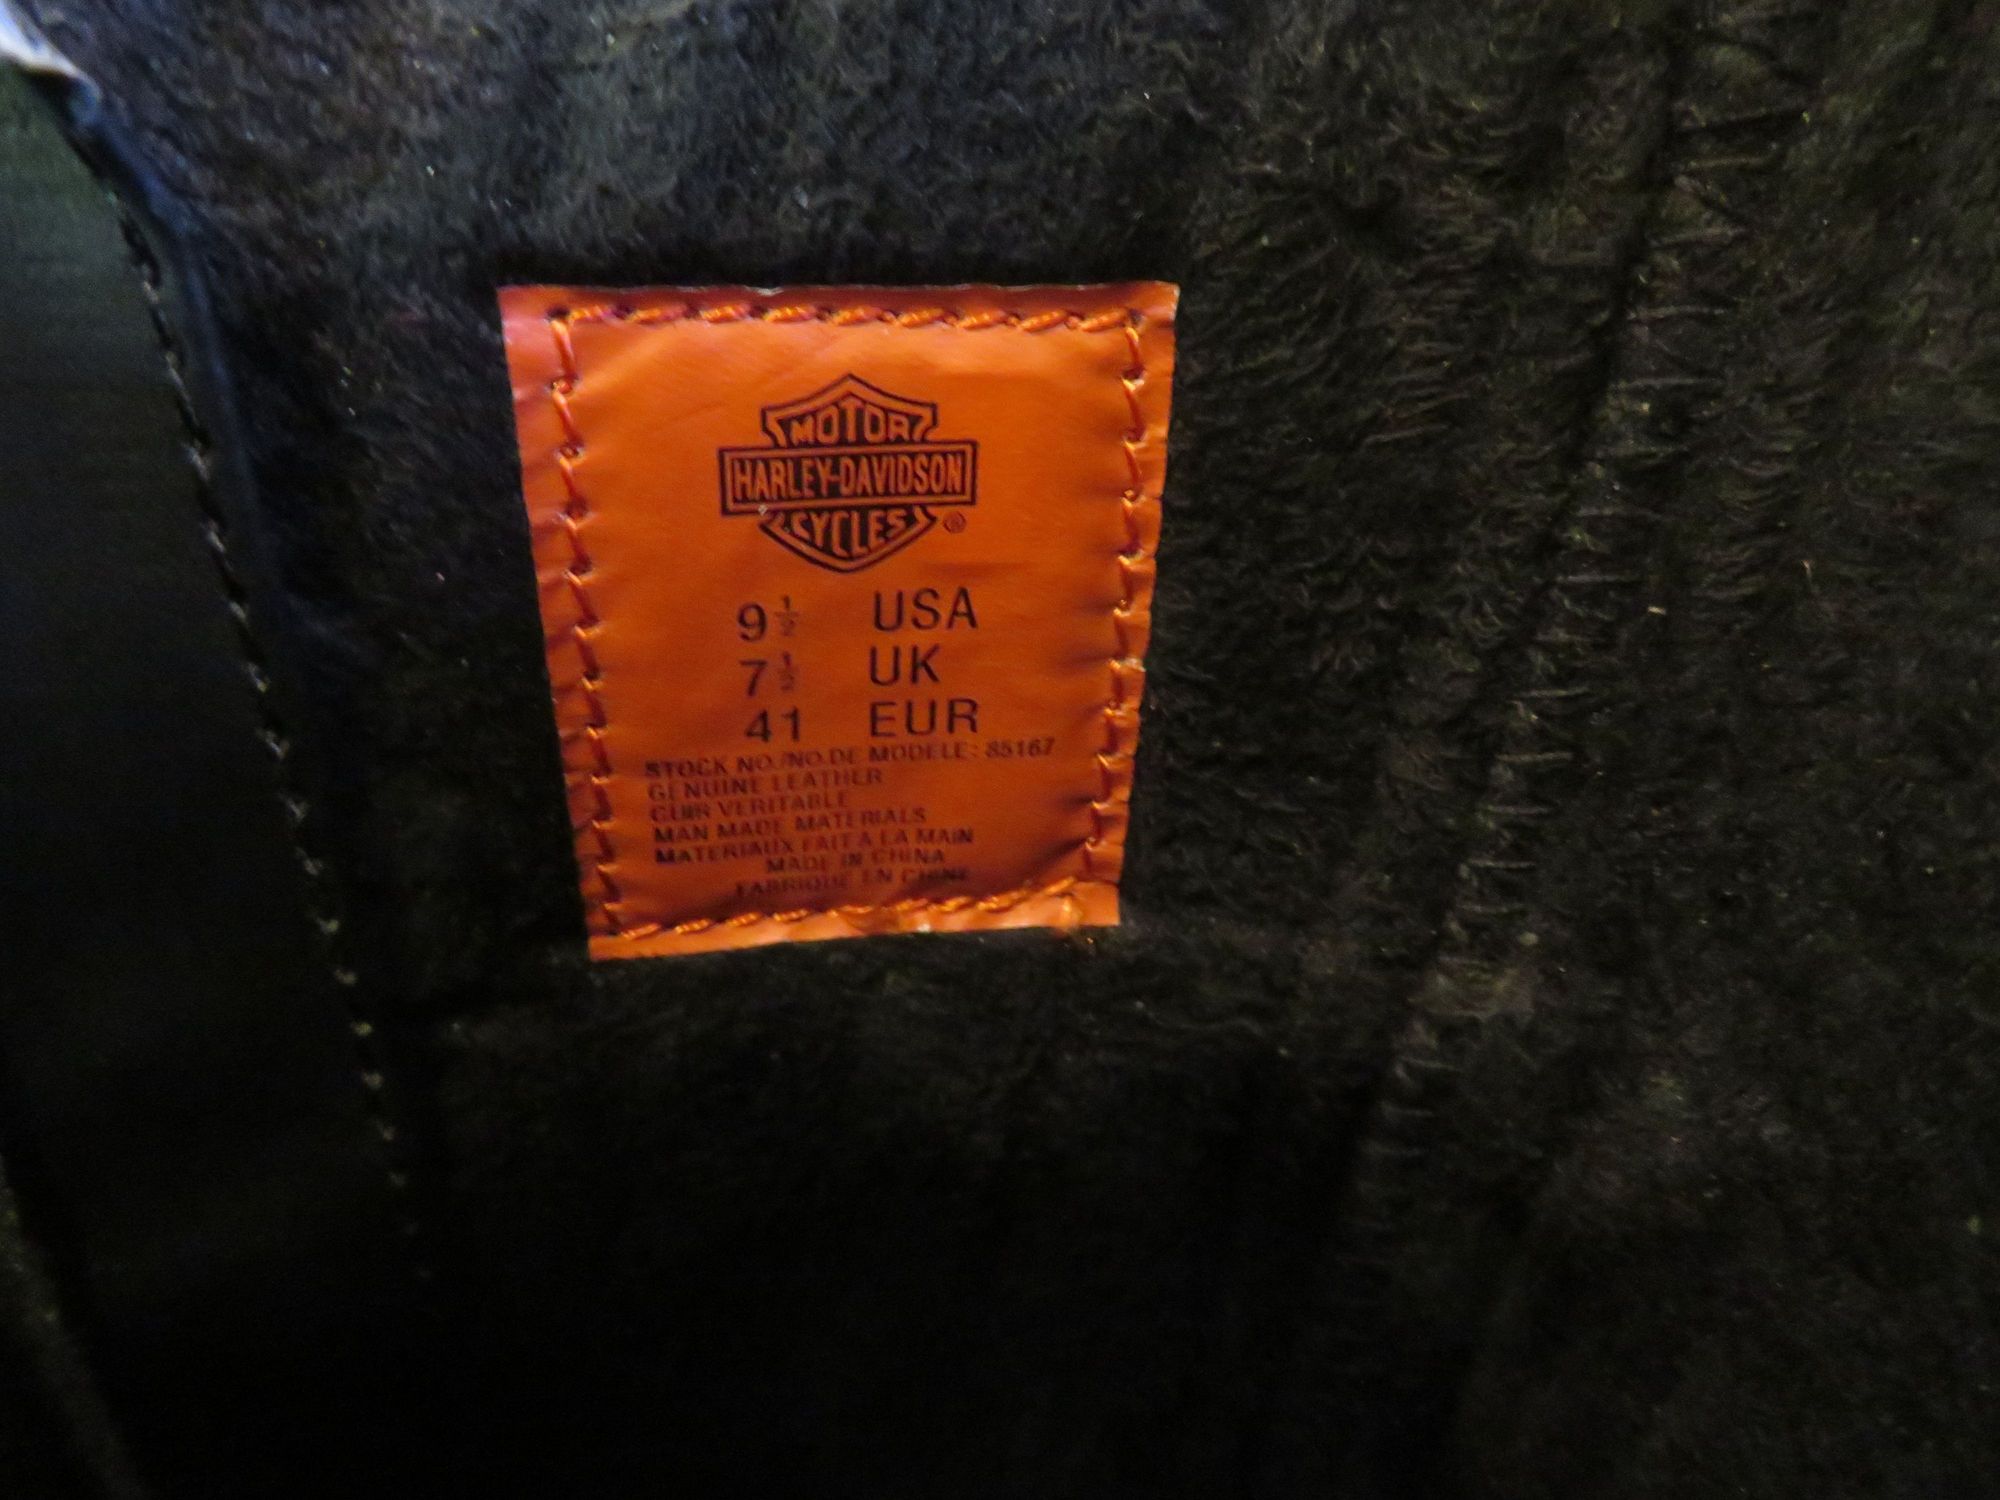 MOTOR
HARLEY-DAVIDSON
CYCLES ®
9 1/2 USA
7 1/2 UK
41 EUR
STOCK NO./NO.DE MODELE: 85167
GENUINE LEATHER
CUIR VERITABLE
MAN MADE MATERIALS
MATERIAUX FAIT A LA MAIN
MADE IN CHINA
FABRIQUE EN CHINE